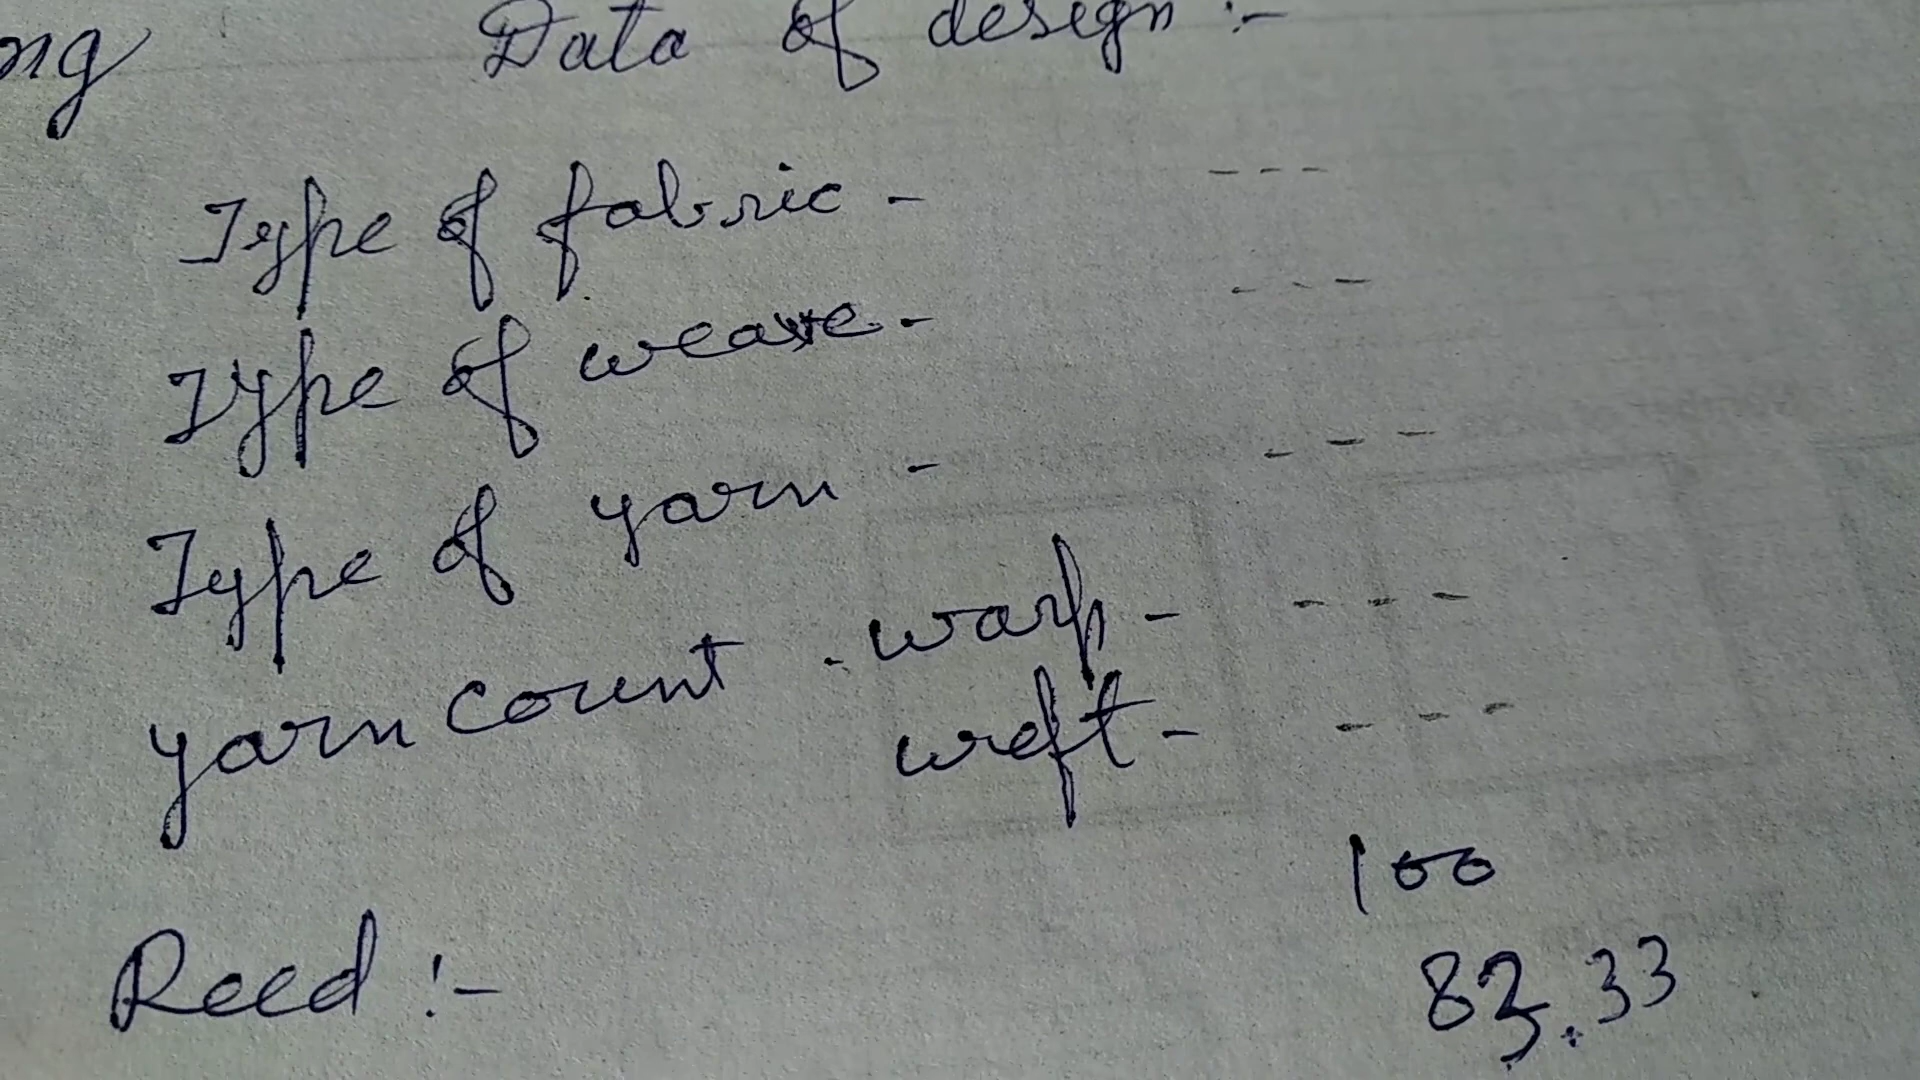 ng Data of design :-
Type of fabric - ---
Type of weave - ---
Type of yarn - ---
yarn count - warp - ---
weft - ---
100
Reed :- 83.33